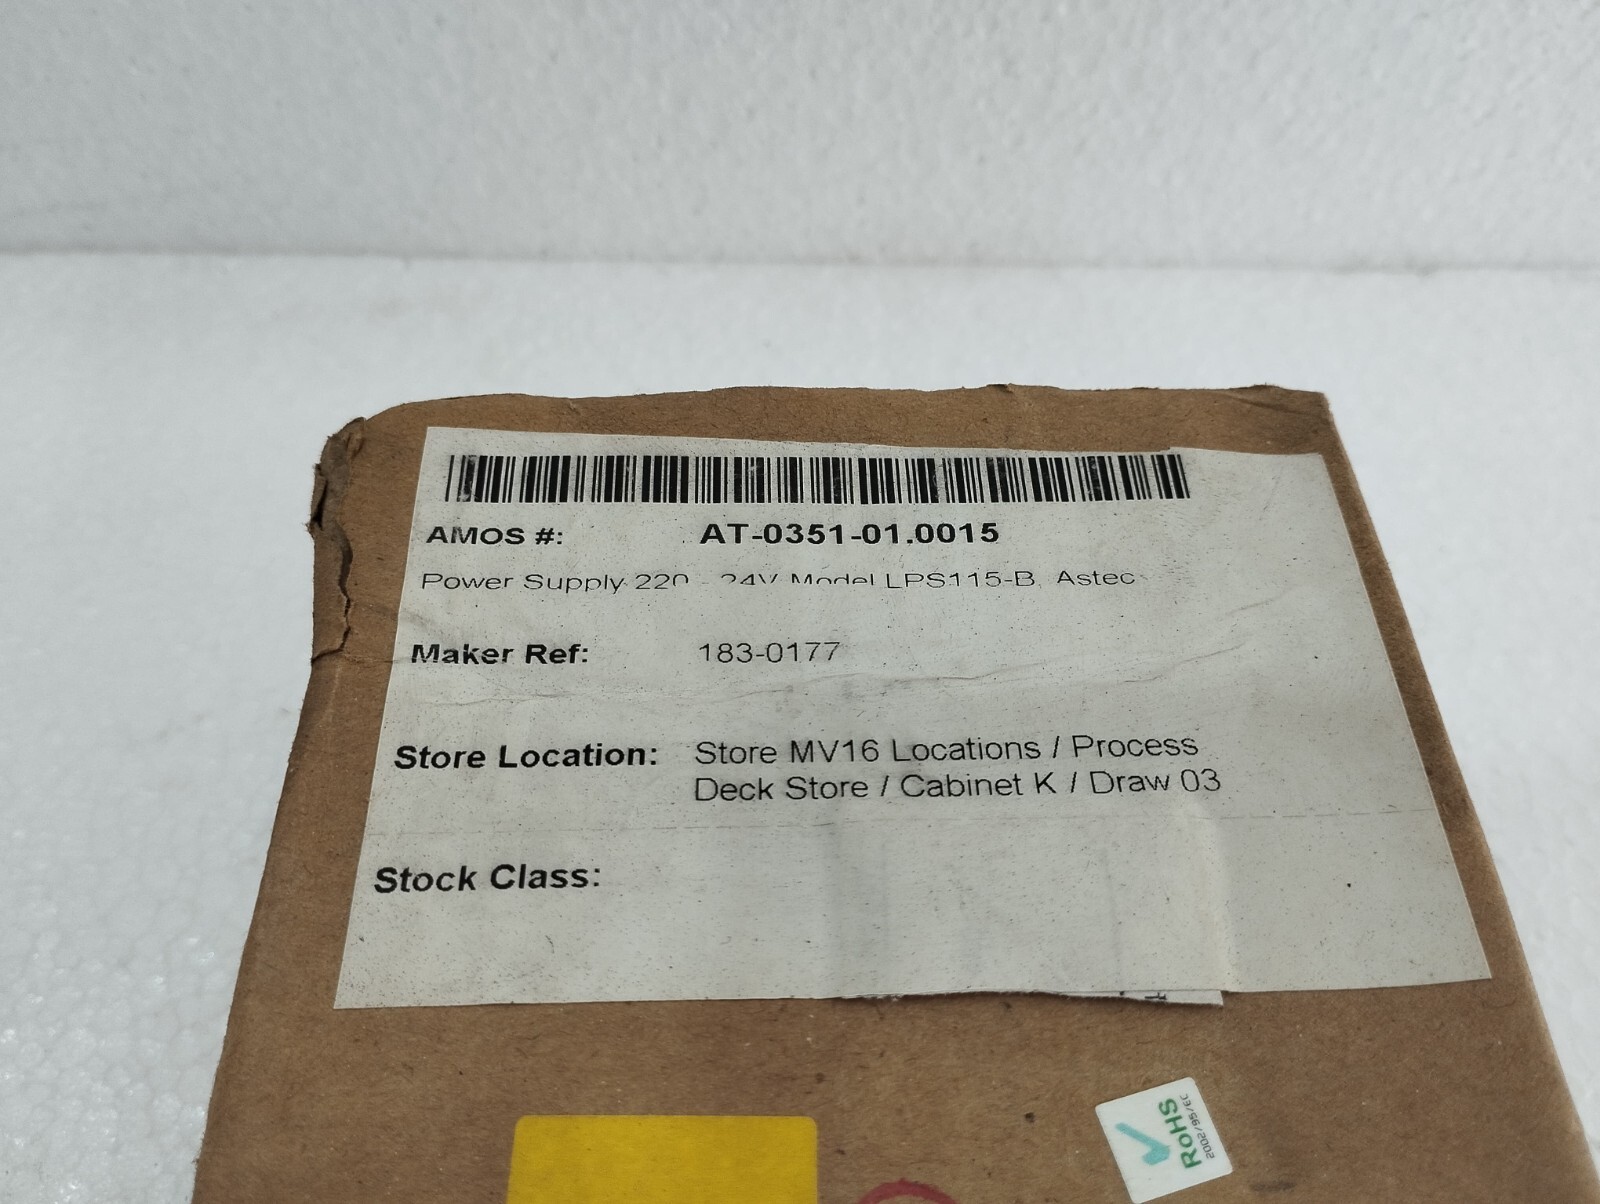 AMOS #: AT-0351-01.0015
Power Supply 220 - 24V Model LPS115-B, Astec
Maker Ref: 183-0177
Store Location: Store MV16 Locations / Process
Deck Store / Cabinet K / Draw 03
Stock Class:
RoHS
2002/95/EC